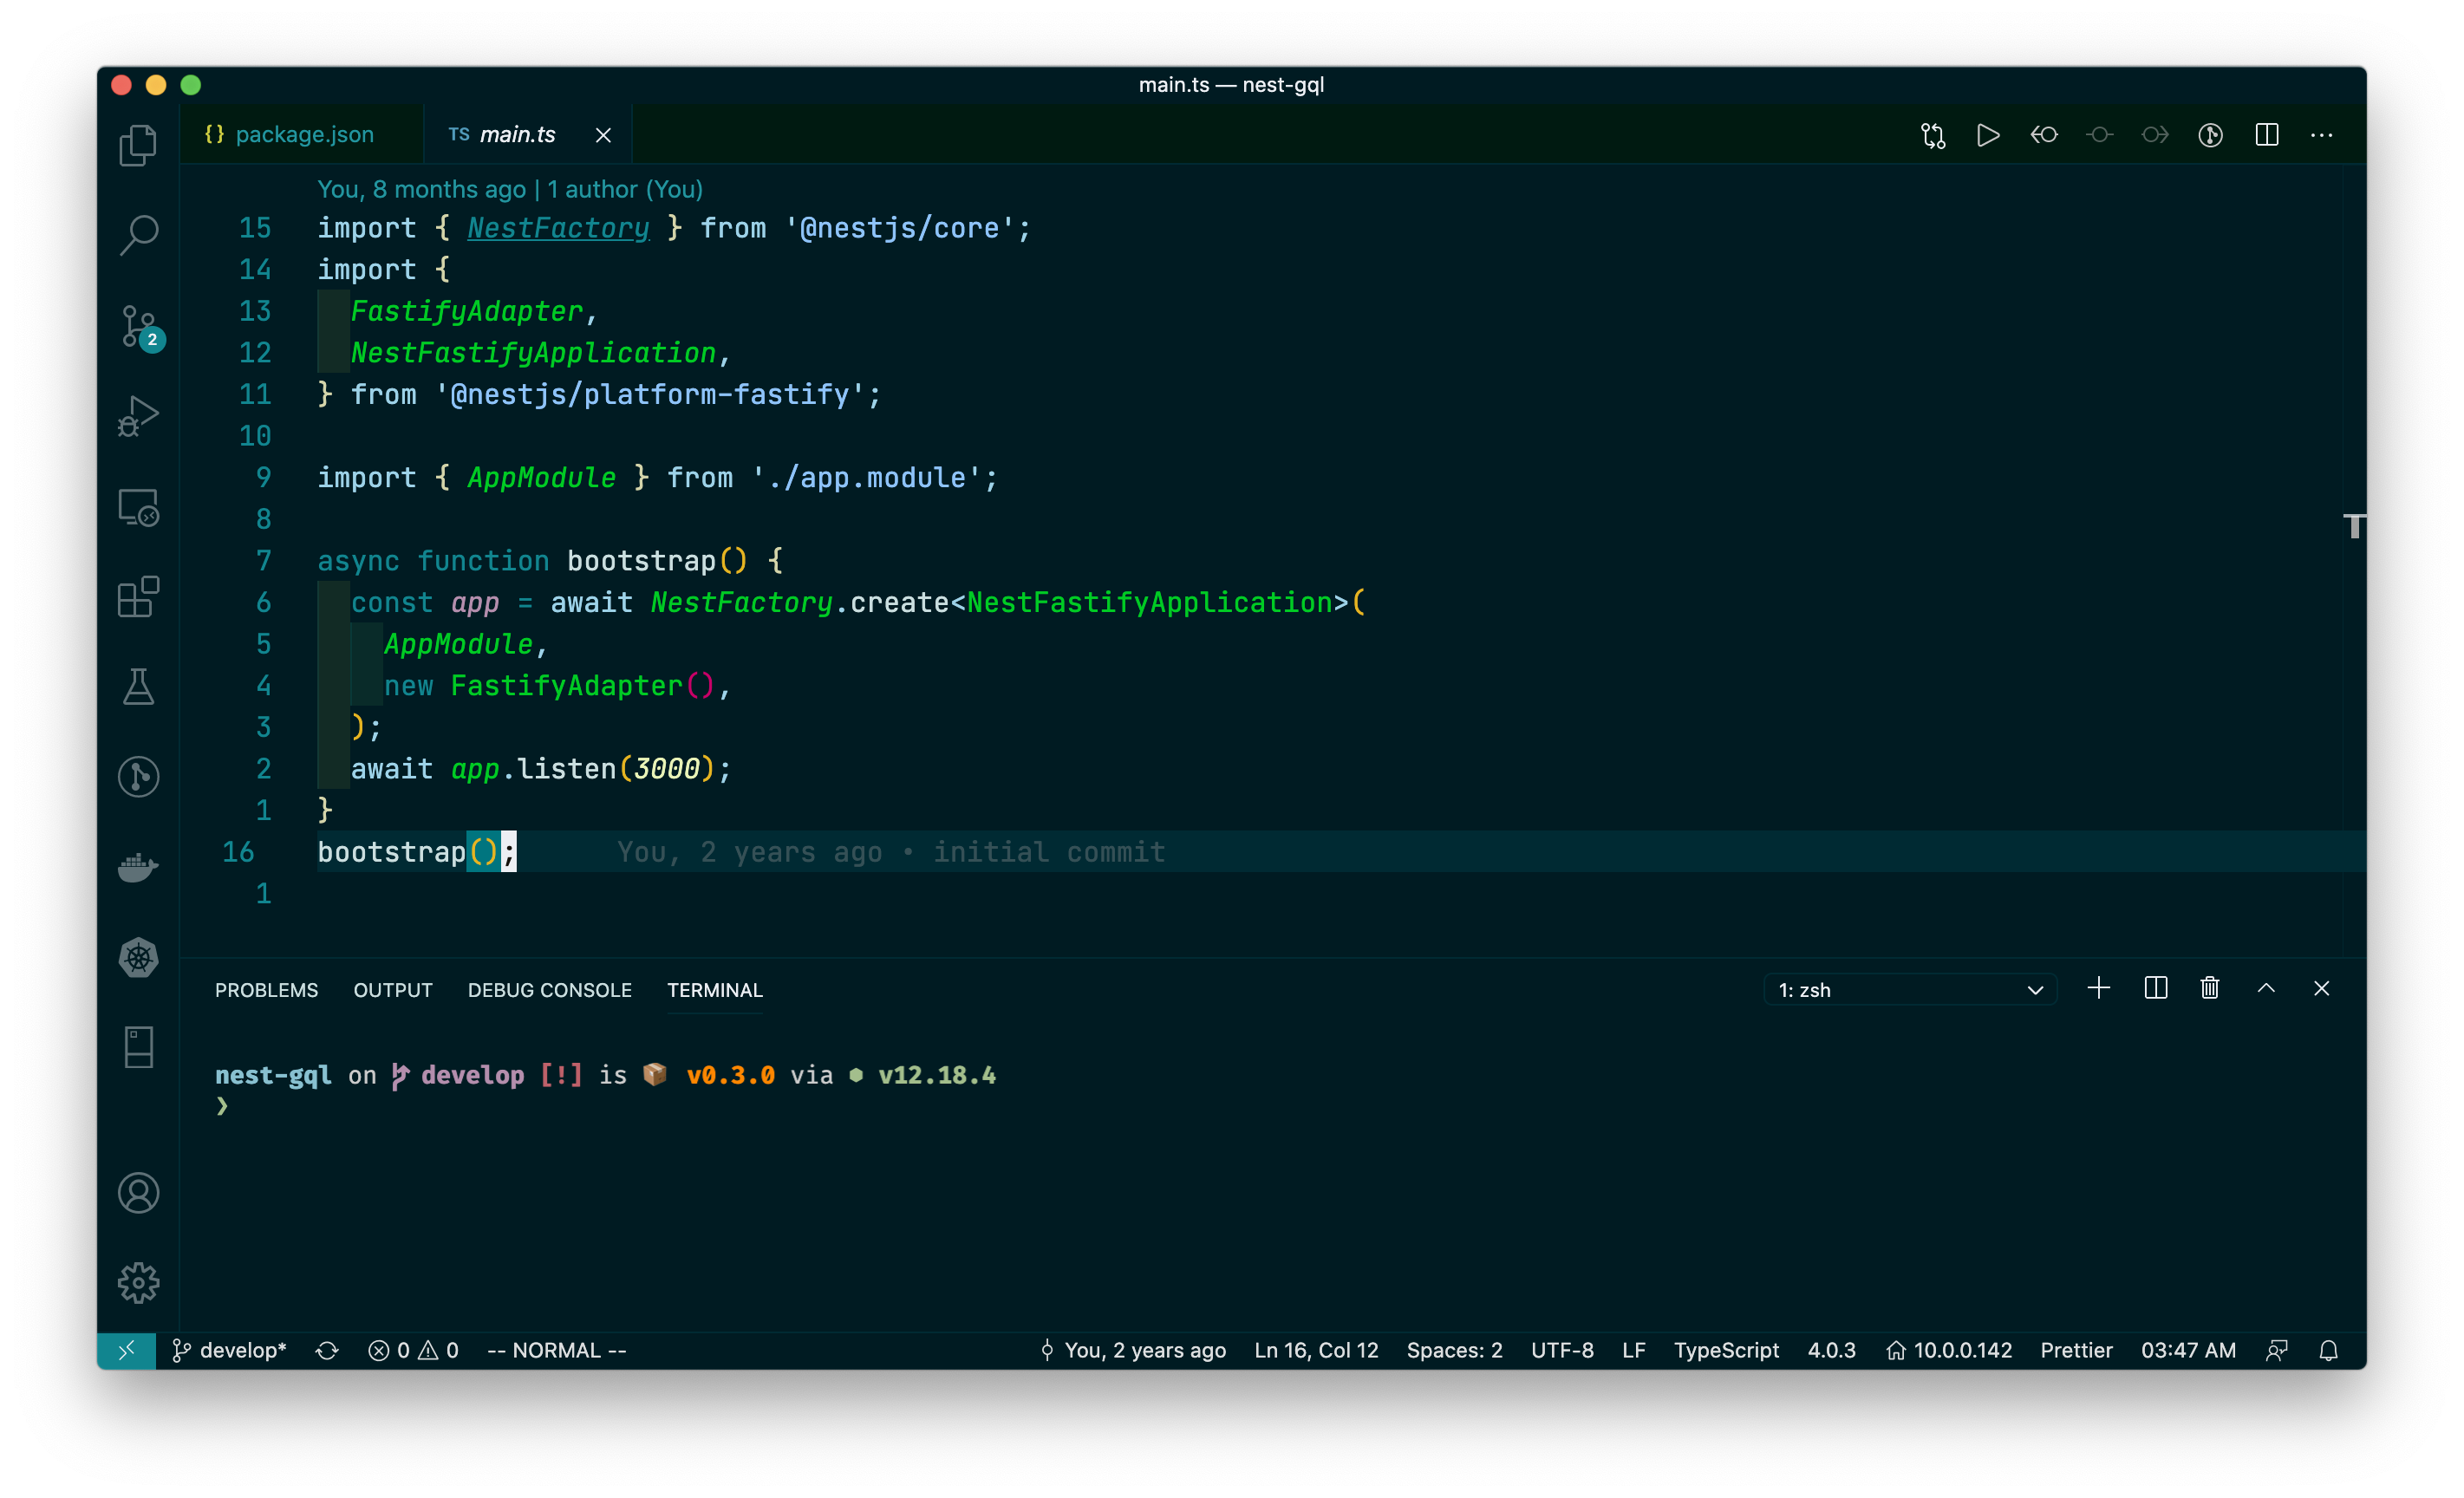 main.ts — nest-gql
{} package.json TS main.ts
You, 8 months ago | 1 author (You)
15 import { NestFactory } from '@nestjs/core';
14 import {
13 FastifyAdapter,
12 NestFastifyApplication,
11 } from '@nestjs/platform-fastify';
10
9 import { AppModule } from './app.module';
8
7 async function bootstrap() {
6 const app = await NestFactory.create<NestFastifyApplication>(
5 AppModule,
4 new FastifyAdapter(),
3 );
2 await app.listen(3000);
1 }
16 bootstrap(); You, 2 years ago • initial commit
1
2
T
PROBLEMS OUTPUT DEBUG CONSOLE TERMINAL 1: zsh
nest-gql on develop [!] is 📦 v0.3.0 via ⬢ v12.18.4
❯
develop* 0 0 -- NORMAL -- You, 2 years ago Ln 16, Col 12 Spaces: 2 UTF-8 LF TypeScript 4.0.3 10.0.0.142 Prettier 03:47 AM